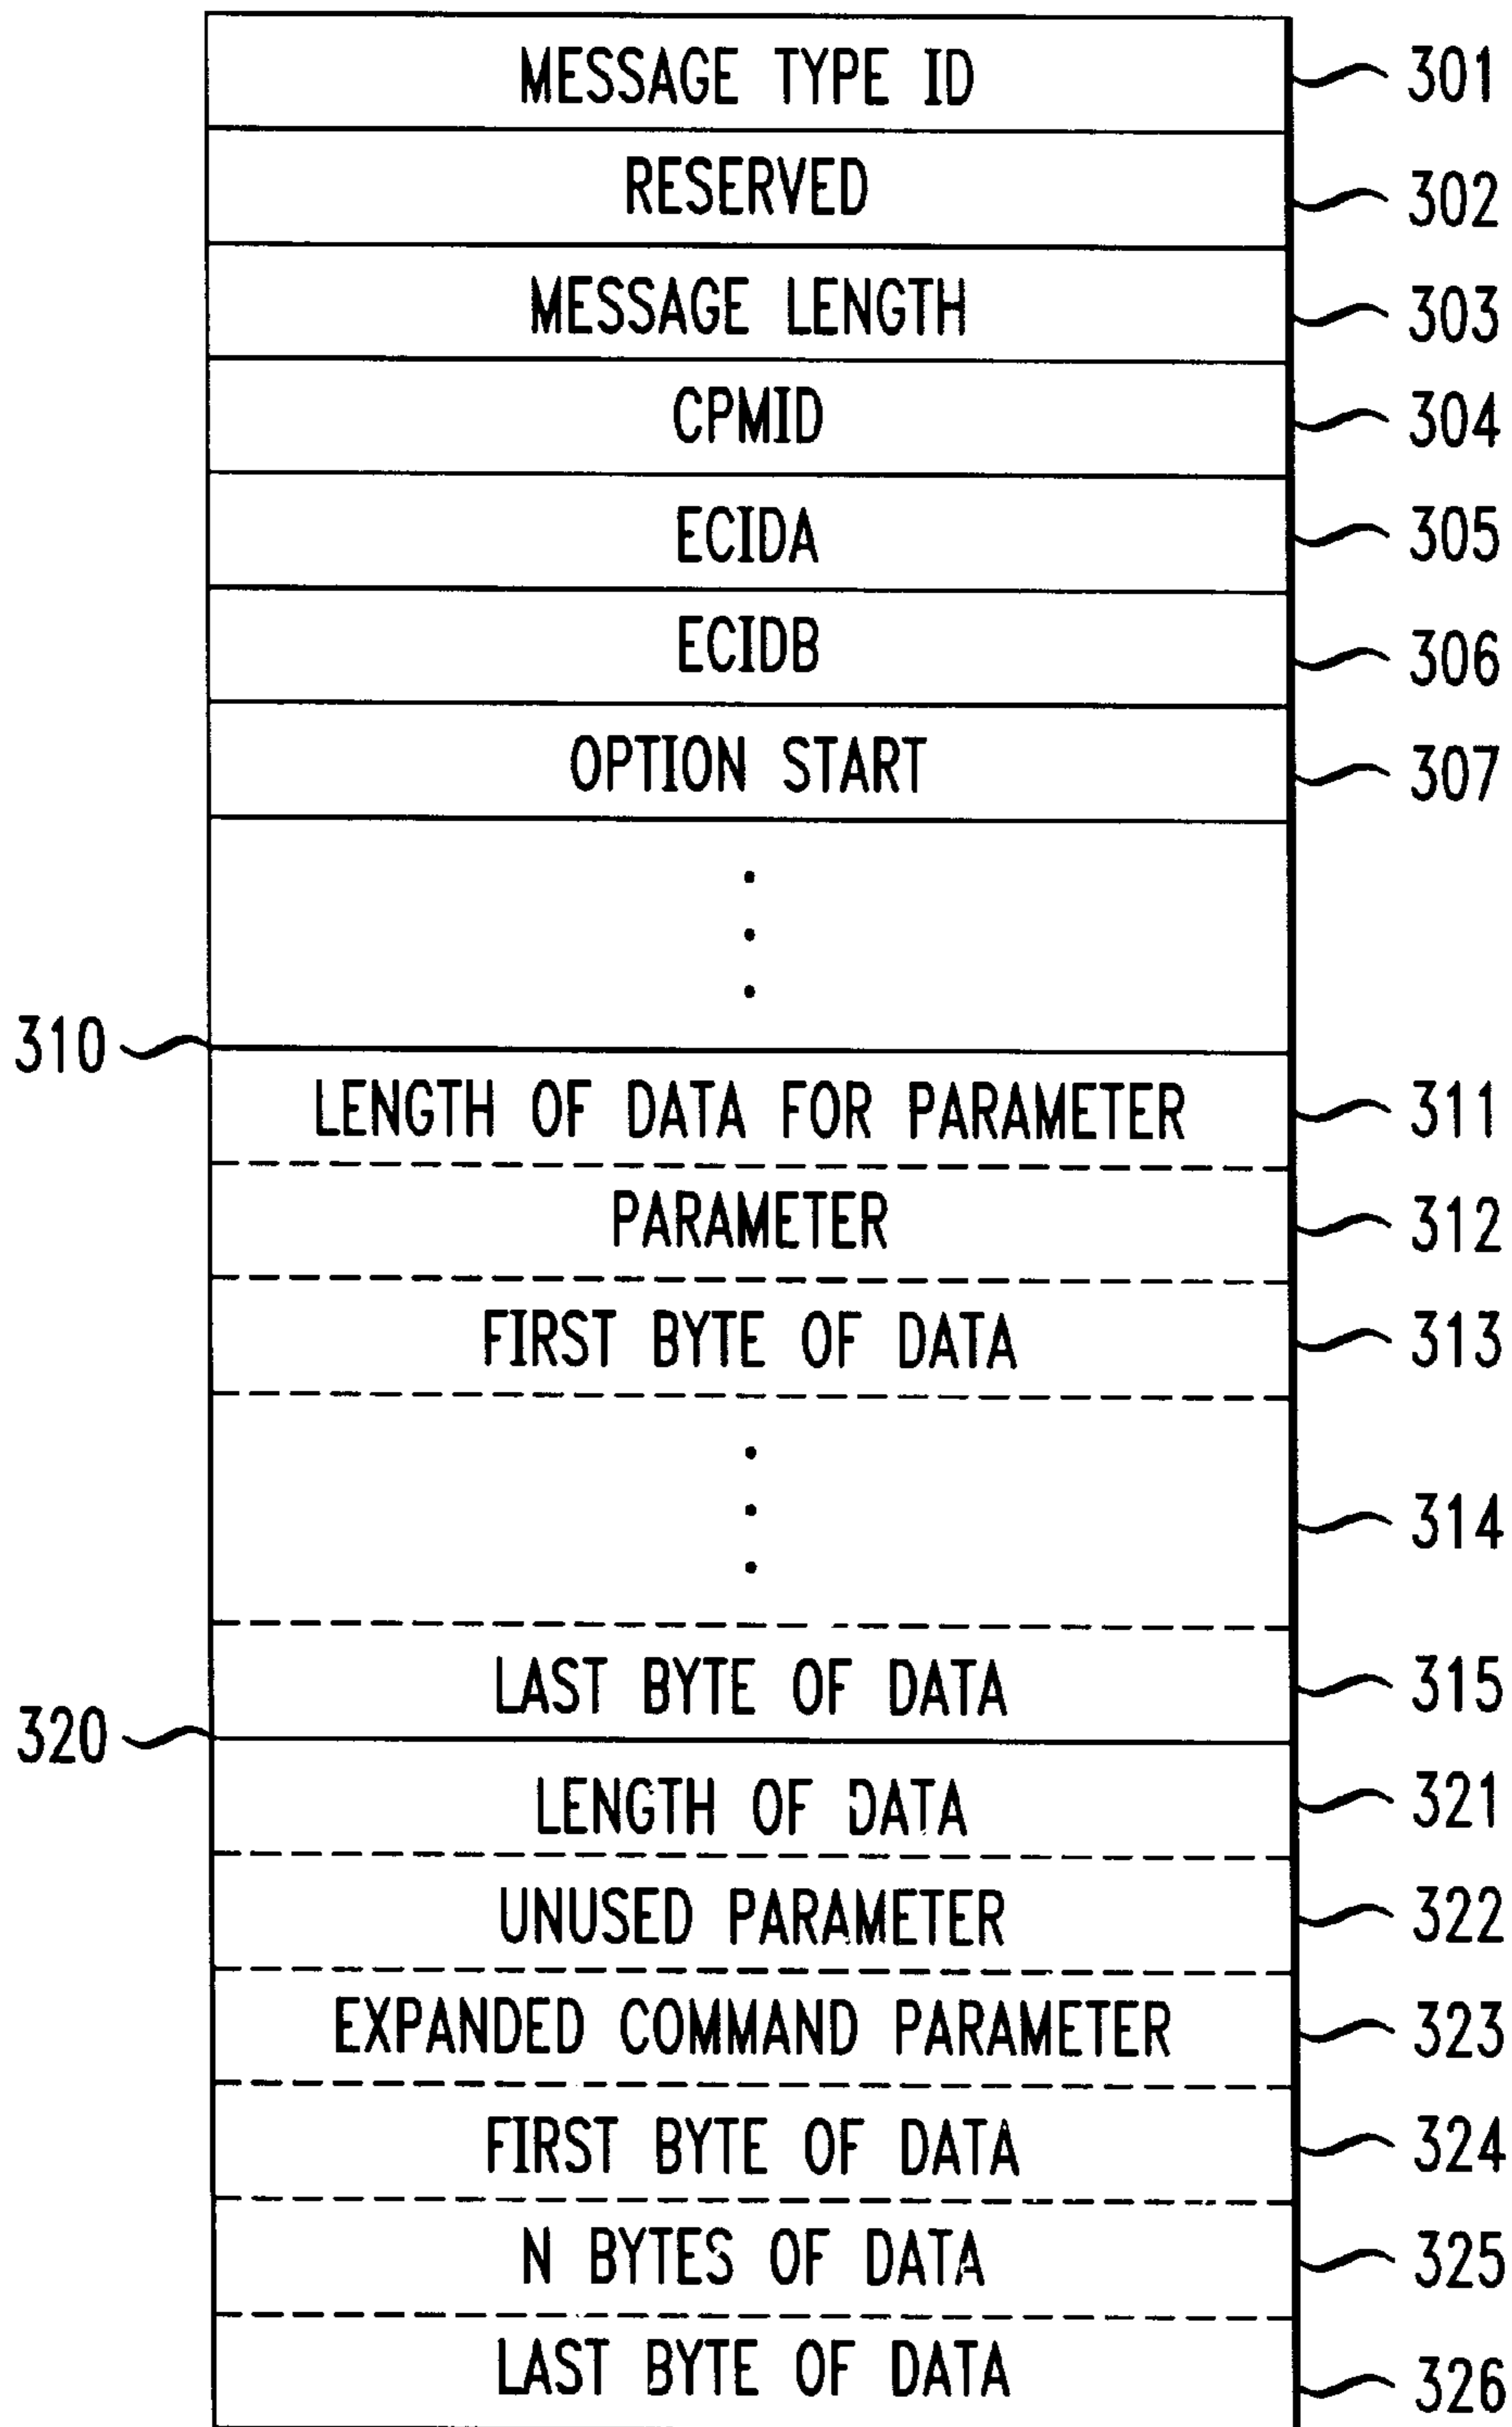 MESSAGE TYPE ID 301
RESERVED 302
MESSAGE LENGTH 303
CPMID 304
ECIDA 305
ECIDB 306
OPTION START 307
310
LENGTH OF DATA FOR PARAMETER 311
PARAMETER 312
FIRST BYTE OF DATA 313
314
LAST BYTE OF DATA 315
320
LENGTH OF DATA 321
UNUSED PARAMETER 322
EXPANDED COMMAND PARAMETER 323
FIRST BYTE OF DATA 324
N BYTES OF DATA 325
LAST BYTE OF DATA 326